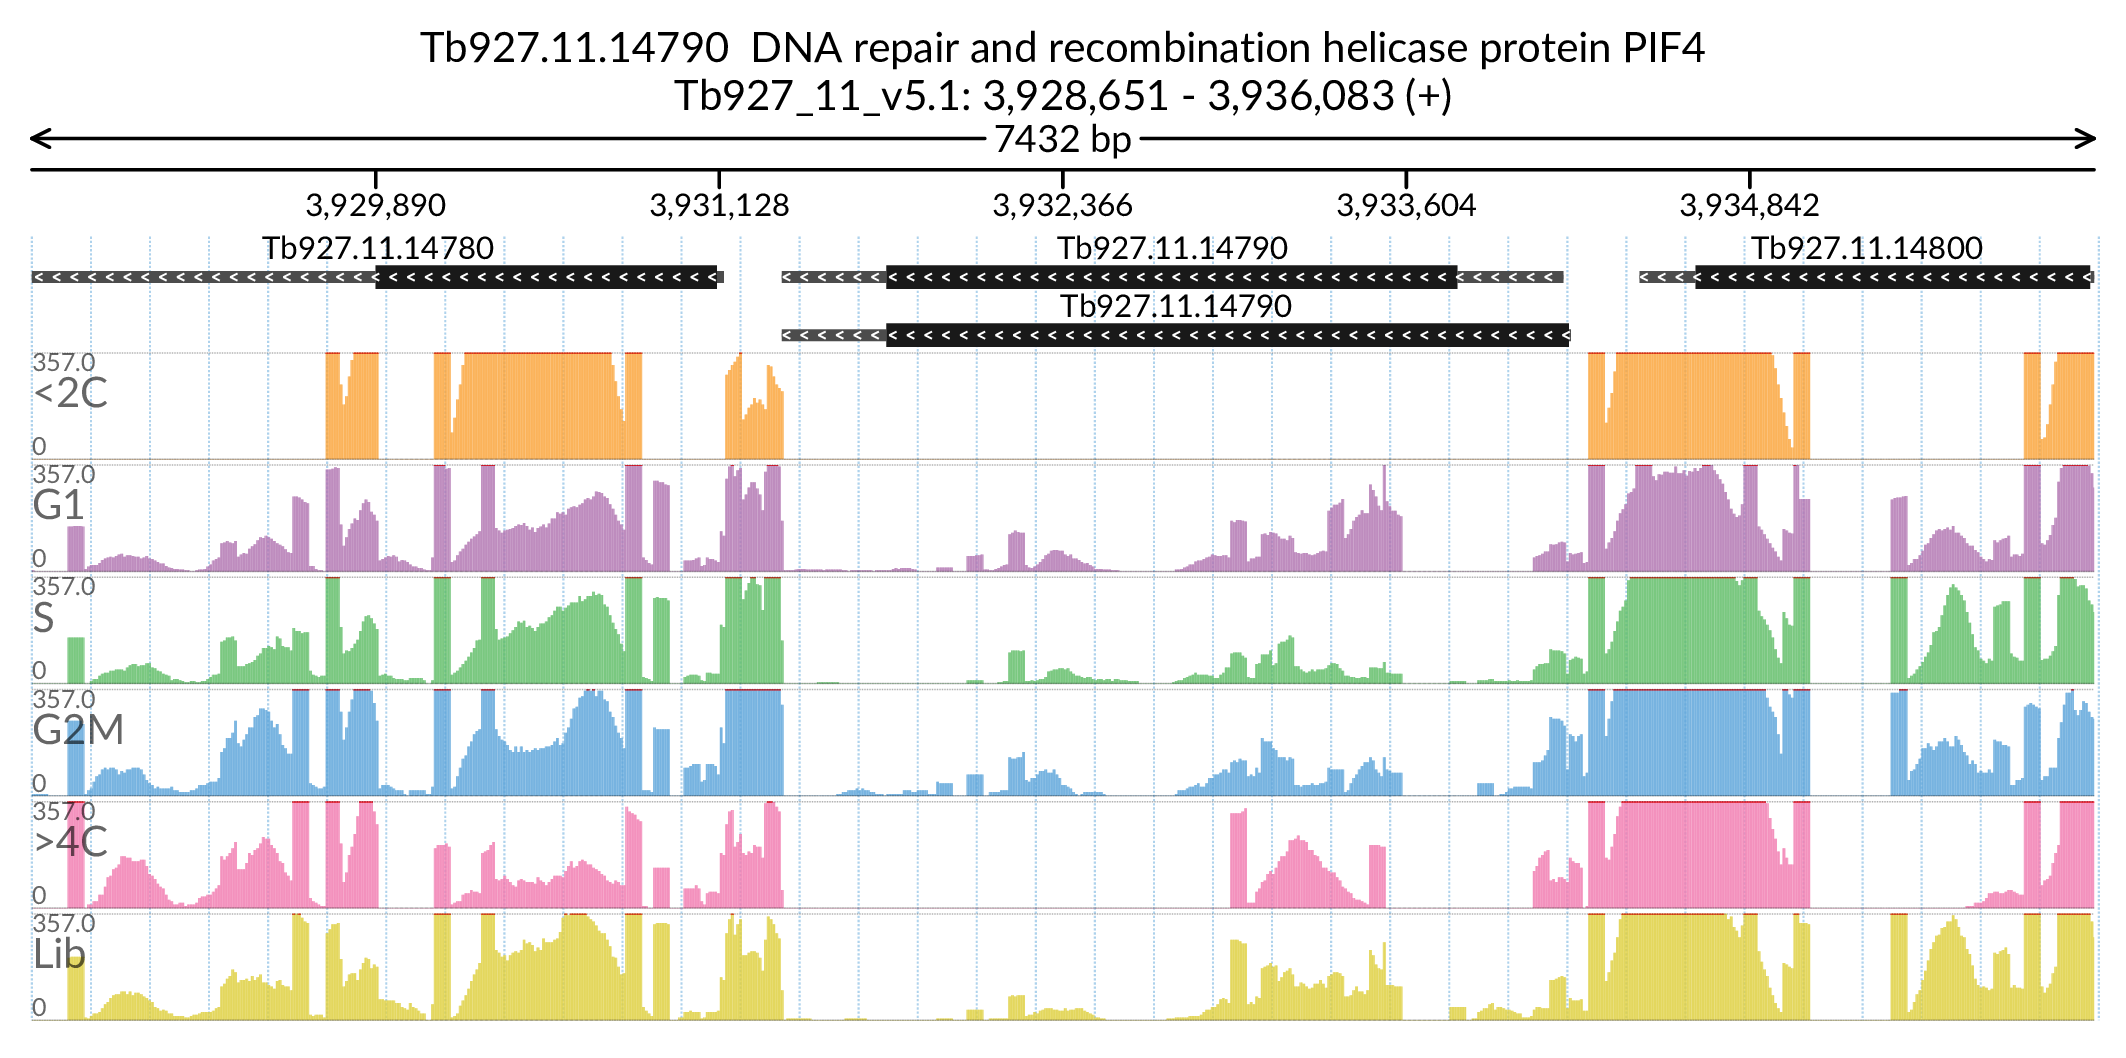 Tb927.11.14790  DNA repair and recombination helicase protein PIF4
Tb927_11_v5.1: 3,928,651 - 3,936,083 (+)
7432 bp
3,929,890 3,931,128 3,932,366 3,933,604 3,934,842
Tb927.11.14780 Tb927.11.14790 Tb927.11.14800
Tb927.11.14790
357.0
<2C
0
357.0
G1
0
357.0
S
0
357.0
G2M
0
357.0
>4C
0
357.0
Lib
0